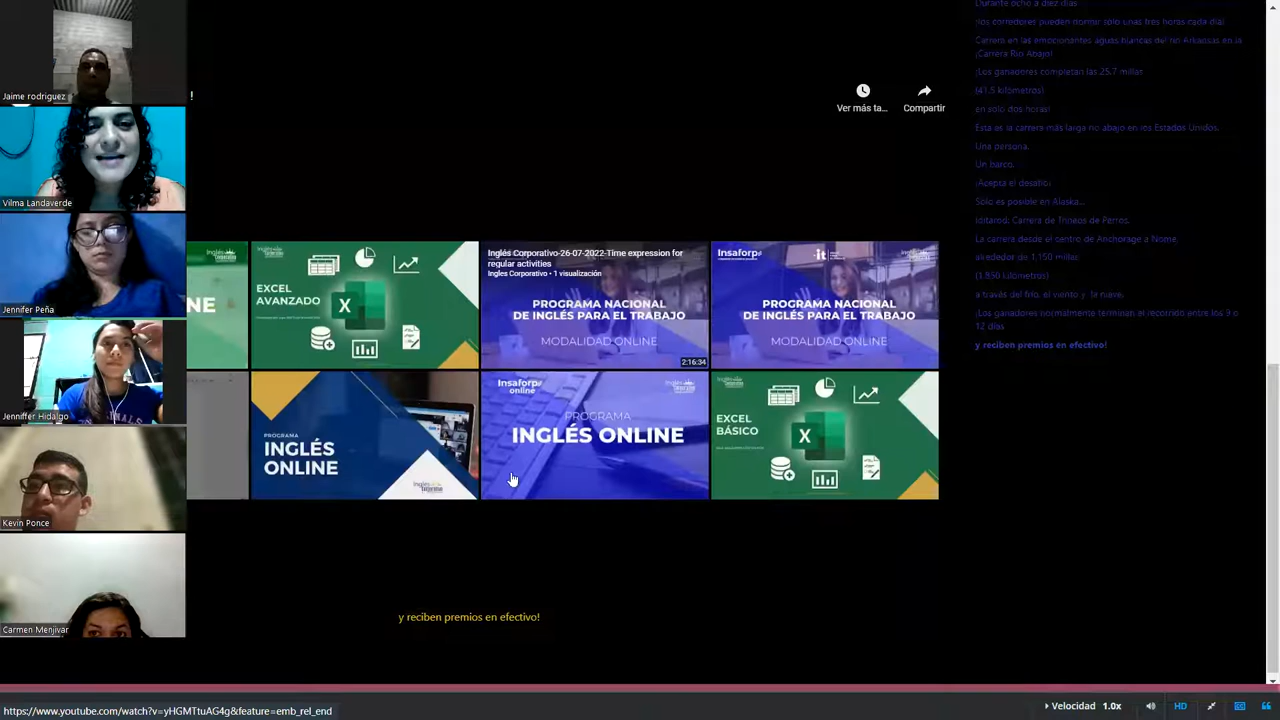 Jaime rodriguez
!
Vilma Landaverde
Jennifer Peña
Jenniffer Hidalgo
Kevin Ponce
Carmen Menjivar
Ver más ta...
Compartir
NE
EXCEL
AVANZADO
X
Inglés Corporativo-26-07-2022-Time expression for
regular activities
Ingles Corporativo • 1 visualización
PROGRAMA NACIONAL
DE INGLÉS PARA EL TRABAJO
MODALIDAD ONLINE
2:16:34
Insaforp
it
PROGRAMA NACIONAL
DE INGLÉS PARA EL TRABAJO
MODALIDAD ONLINE
PROGRAMA
INGLÉS
ONLINE
Insaforp
online
PROGRAMA
INGLÉS ONLINE
EXCEL
BÁSICO
X
y reciben premios en efectivo!
Durante ocho a diez días
¡los corredores pueden dormir sólo unas tres horas cada día!
Carrera en las emocionantes aguas blancas del río Arkansas en la
¡Carrera Río Abajo!
¡Los ganadores completan las 25.7 millas
(41.5 kilómetros)
en sólo dos horas!
Esta es la carrera más larga río abajo en los Estados Unidos.
Una persona.
Un barco.
¡Acepta el desafío!
Sólo es posible en Alaska...
Iditarod: Carrera de Trineos de Perros.
La carrera desde el centro de Anchorage a Nome,
alrededor de 1,150 millas
(1,850 kilómetros)
a través del frío, el viento y la nieve.
¡Los ganadores normalmente terminan el recorrido entre los 9 o
12 días
y reciben premios en efectivo!
https://www.youtube.com/watch?v=yHGMTtuAG4g&feature=emb_rel_end
Velocidad 1.0x
HD